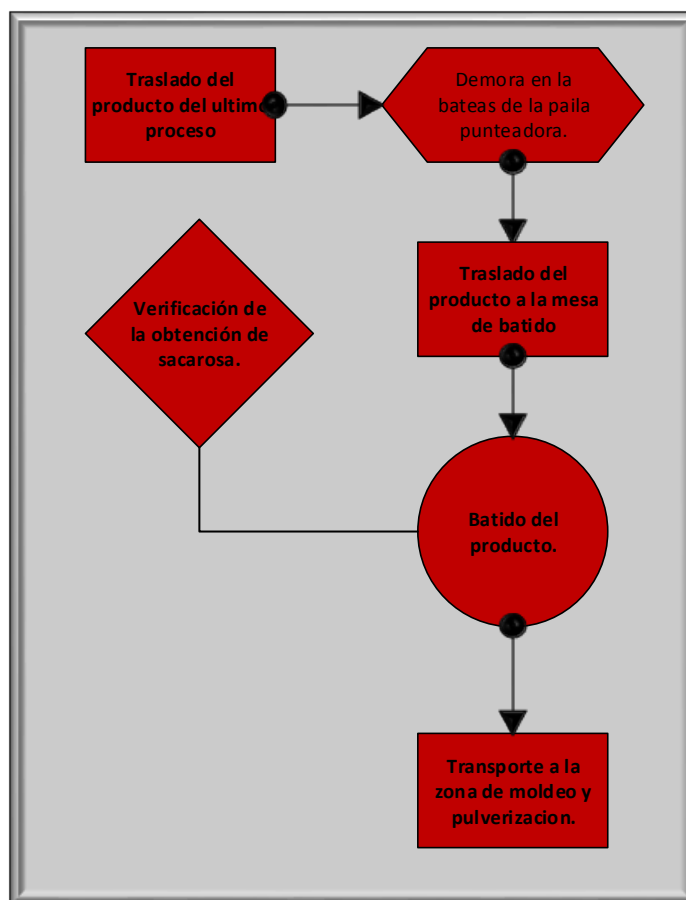 Traslado del
producto del ultimo
proceso
Demora en la
bateas de la paila
punteadora.
Traslado del
producto a la mesa
de batido
Verificación de
la obtención de
sacarosa.
Batido del
producto.
Transporte a la
zona de moldeo y
pulverizacion.